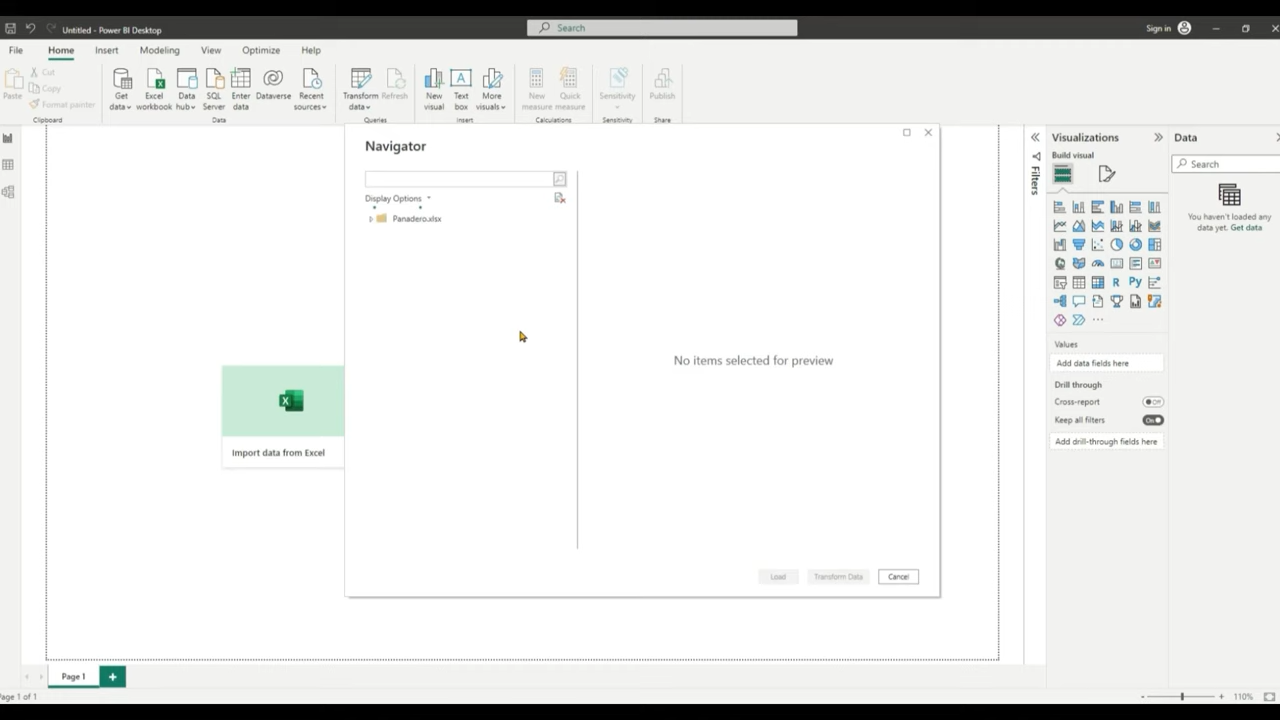 Untitled - Power BI Desktop
Search
Sign in
File Home Insert Modeling View Optimize Help
Paste
Cut
Copy
Format painter
Clipboard
Get data
Excel workbook
Data hub
SQL Server
Enter data
Dataverse
Recent sources
Data
Transform data
Refresh
Queries
New visual
Text box
More visuals
Insert
New measure
Quick measure
Calculations
Sensitivity
Sensitivity
Publish
Share
Navigator
Display Options
Panadero.xlsx
No items selected for preview
Load
Transform Data
Cancel
Import data from Excel
Filters
Visualizations
Build visual
R
Py
Values
Add data fields here
Drill through
Cross-report
Off
Keep all filters
On
Add drill-through fields here
Data
Search
You haven't loaded any
data yet. Get data
Page 1
Page 1 of 1
110%